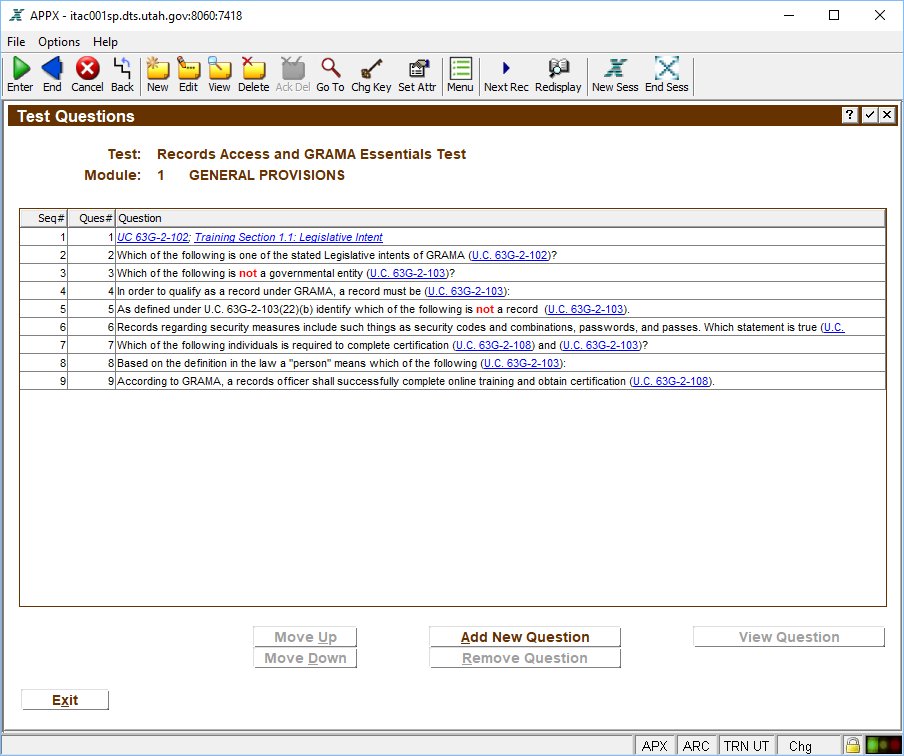 APPX - itac001sp.dts.utah.gov:8060:7418
File Options Help
Enter End Cancel Back New Edit View Delete Ack Del Go To Chg Key Set Attr Menu Next Rec Redisplay New Sess End Sess
Test Questions ?
Test: Records Access and GRAMA Essentials Test
Module: 1 GENERAL PROVISIONS
Seq# Ques# Question
1 1 UC 63G-2-102; Training Section 1.1: Legislative Intent
2 2 Which of the following is one of the stated Legislative intents of GRAMA (U.C. 63G-2-102)?
3 3 Which of the following is not a governmental entity (U.C. 63G-2-103)?
4 4 In order to qualify as a record under GRAMA, a record must be (U.C. 63G-2-103):
5 5 As defined under U.C. 63G-2-103(22)(b) identify which of the following is not a record (U.C. 63G-2-103).
6 6 Records regarding security measures include such things as security codes and combinations, passwords, and passes. Which statement is true (U.C.
7 7 Which of the following individuals is required to complete certification (U.C. 63G-2-108) and (U.C. 63G-2-103)?
8 8 Based on the definition in the law a "person" means which of the following (U.C. 63G-2-103):
9 9 According to GRAMA, a records officer shall successfully complete online training and obtain certification (U.C. 63G-2-108).
Move Up Add New Question View Question
Move Down Remove Question
Exit
APX ARC TRN UT Chg